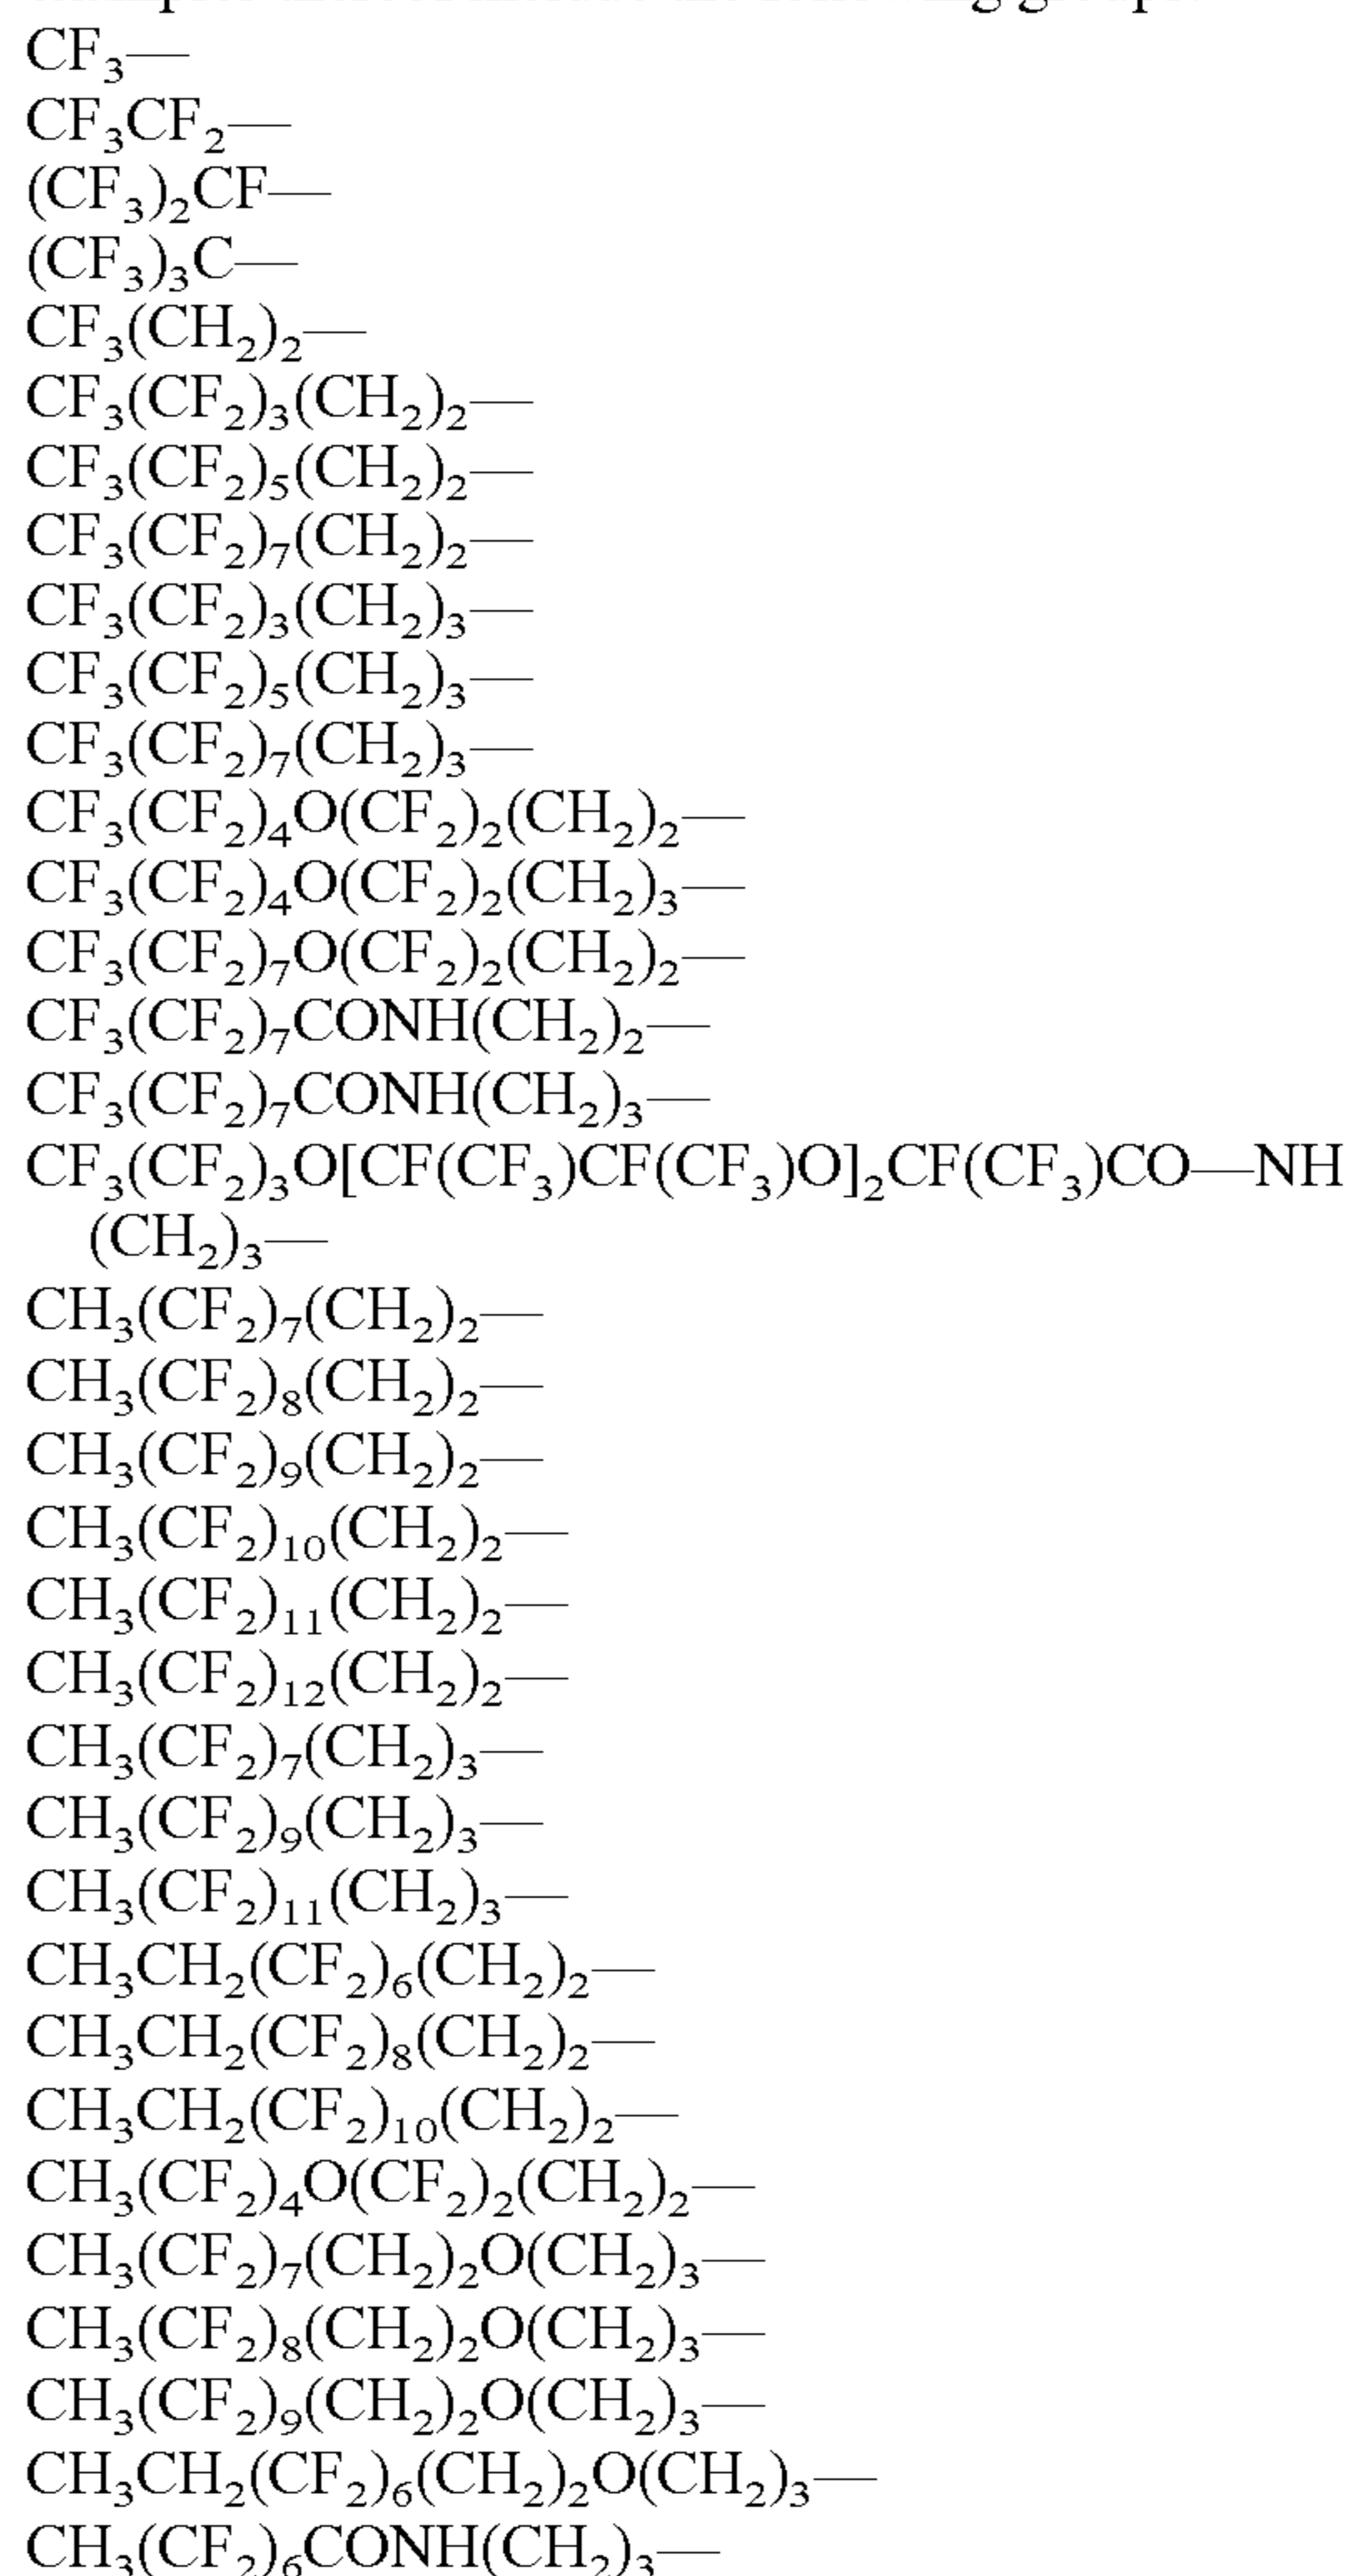 CF₃—
CF₃CF₂—
(CF₃)₂CF—
(CF₃)₃C—
CF₃(CH₂)₂—
CF₃(CF₂)₃(CH₂)₂—
CF₃(CF₂)₅(CH₂)₂—
CF₃(CF₂)₇(CH₂)₂—
CF₃(CF₂)₃(CH₂)₃—
CF₃(CF₂)₅(CH₂)₃—
CF₃(CF₂)₇(CH₂)₃—
CF₃(CF₂)₄O(CF₂)₂(CH₂)₂—
CF₃(CF₂)₄O(CF₂)₂(CH₂)₃—
CF₃(CF₂)₇O(CF₂)₂(CH₂)₂—
CF₃(CF₂)₇CONH(CH₂)₂—
CF₃(CF₂)₇CONH(CH₂)₃—
CF₃(CF₂)₃O[CF(CF₃)CF(CF₃)O]₂CF(CF₃)CO—NH
(CH₂)₃—
CH₃(CF₂)₇(CH₂)₂—
CH₃(CF₂)₈(CH₂)₂—
CH₃(CF₂)₉(CH₂)₂—
CH₃(CF₂)₁₀(CH₂)₂—
CH₃(CF₂)₁₁(CH₂)₂—
CH₃(CF₂)₁₂(CH₂)₂—
CH₃(CF₂)₇(CH₂)₃—
CH₃(CF₂)₉(CH₂)₃—
CH₃(CF₂)₁₁(CH₂)₃—
CH₃CH₂(CF₂)₆(CH₂)₂—
CH₃CH₂(CF₂)₈(CH₂)₂—
CH₃CH₂(CF₂)₁₀(CH₂)₂—
CH₃(CF₂)₄O(CF₂)₂(CH₂)₂—
CH₃(CF₂)₇(CH₂)₂O(CH₂)₃—
CH₃(CF₂)₈(CH₂)₂O(CH₂)₃—
CH₃(CF₂)₉(CH₂)₂O(CH₂)₃—
CH₃CH₂(CF₂)₆(CH₂)₂O(CH₂)₃—
CH₃(CF₂)₆CONH(CH₂)₃—